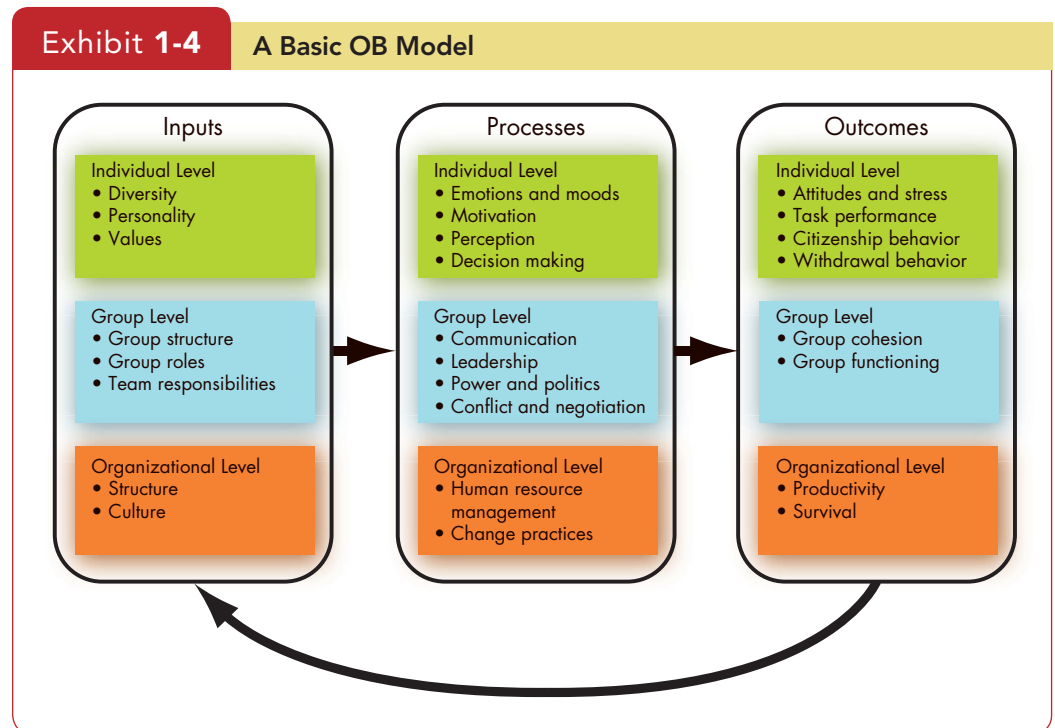 Exhibit 1-4
A Basic OB Model
Inputs
Individual Level
• Diversity
• Personality
• Values
Group Level
• Group structure
• Group roles
• Team responsibilities
Organizational Level
• Structure
• Culture
Processes
Individual Level
• Emotions and moods
• Motivation
• Perception
• Decision making
Group Level
• Communication
• Leadership
• Power and politics
• Conflict and negotiation
Organizational Level
• Human resource
management
• Change practices
Outcomes
Individual Level
• Attitudes and stress
• Task performance
• Citizenship behavior
• Withdrawal behavior
Group Level
• Group cohesion
• Group functioning
Organizational Level
• Productivity
• Survival